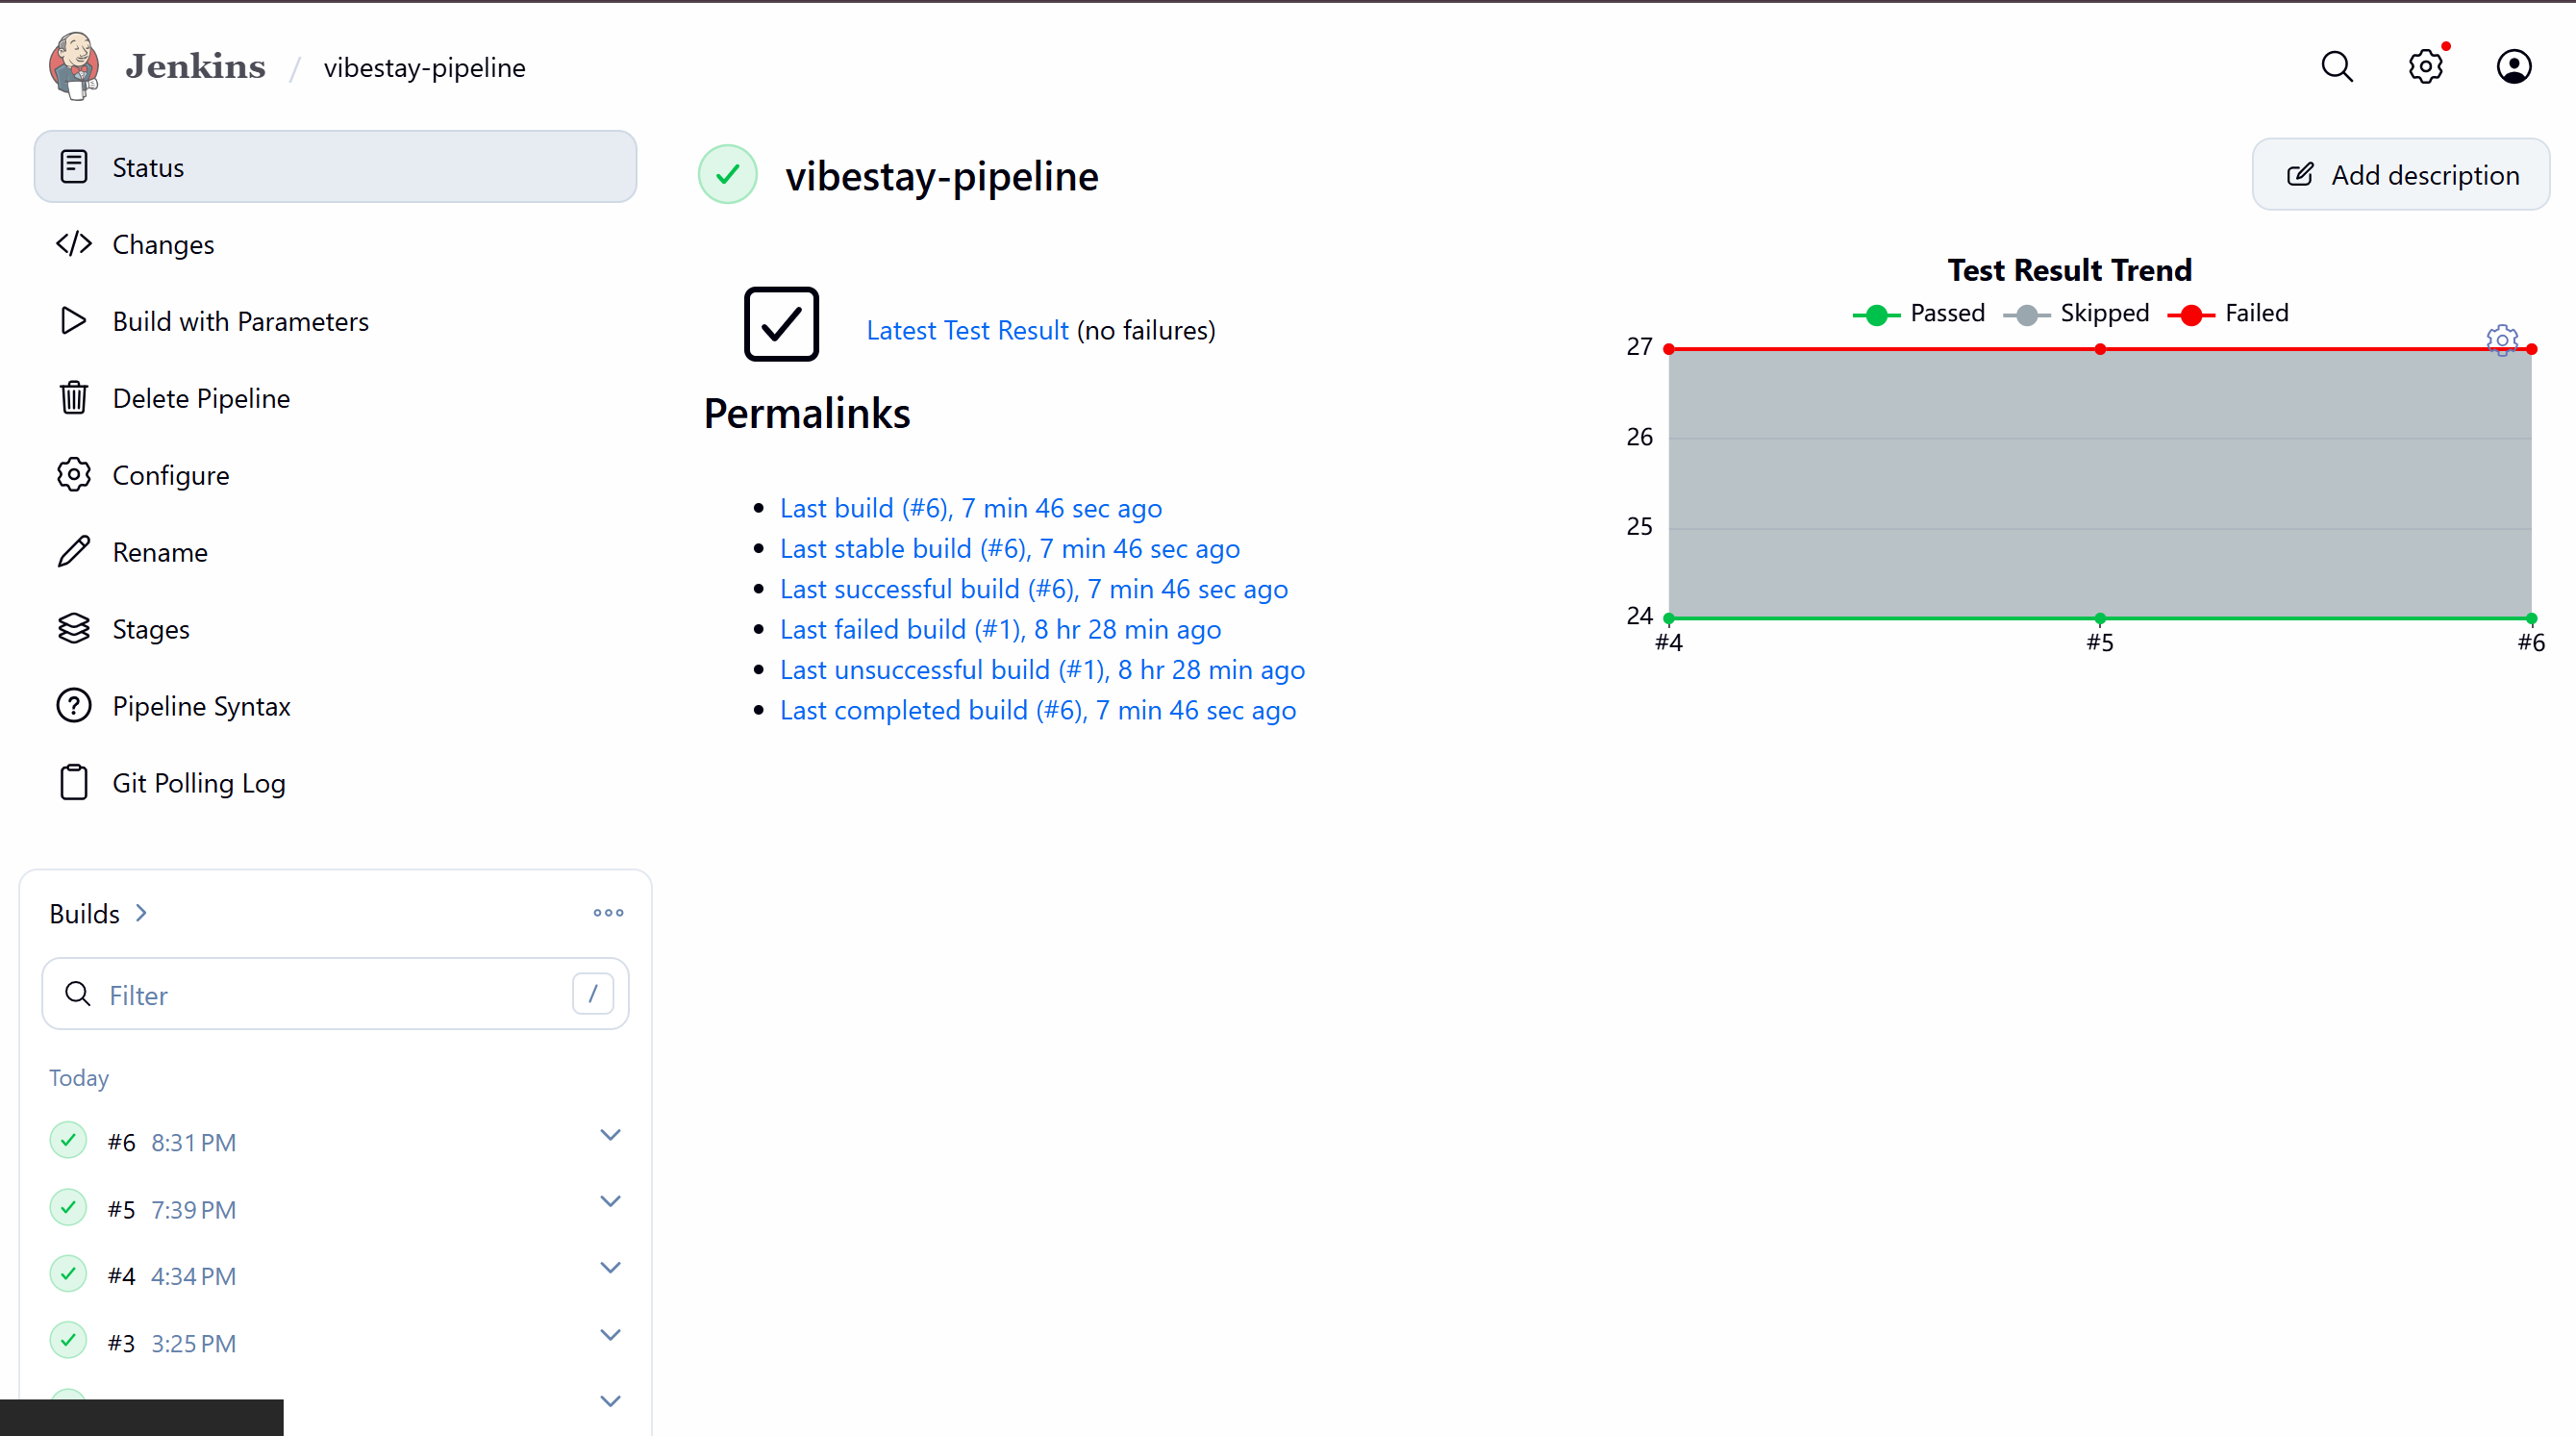 Jenkins / vibestay-pipeline
Status
Changes
Build with Parameters
Delete Pipeline
Configure
Rename
Stages
Pipeline Syntax
Git Polling Log
Builds
Filter /
Today
#6 8:31 PM
#5 7:39 PM
#4 4:34 PM
#3 3:25 PM
vibestay-pipeline
Add description
Latest Test Result (no failures)
Permalinks
Last build (#6), 7 min 46 sec ago
Last stable build (#6), 7 min 46 sec ago
Last successful build (#6), 7 min 46 sec ago
Last failed build (#1), 8 hr 28 min ago
Last unsuccessful build (#1), 8 hr 28 min ago
Last completed build (#6), 7 min 46 sec ago
Test Result Trend
Passed Skipped Failed
27
26
25
24
#4 #5 #6